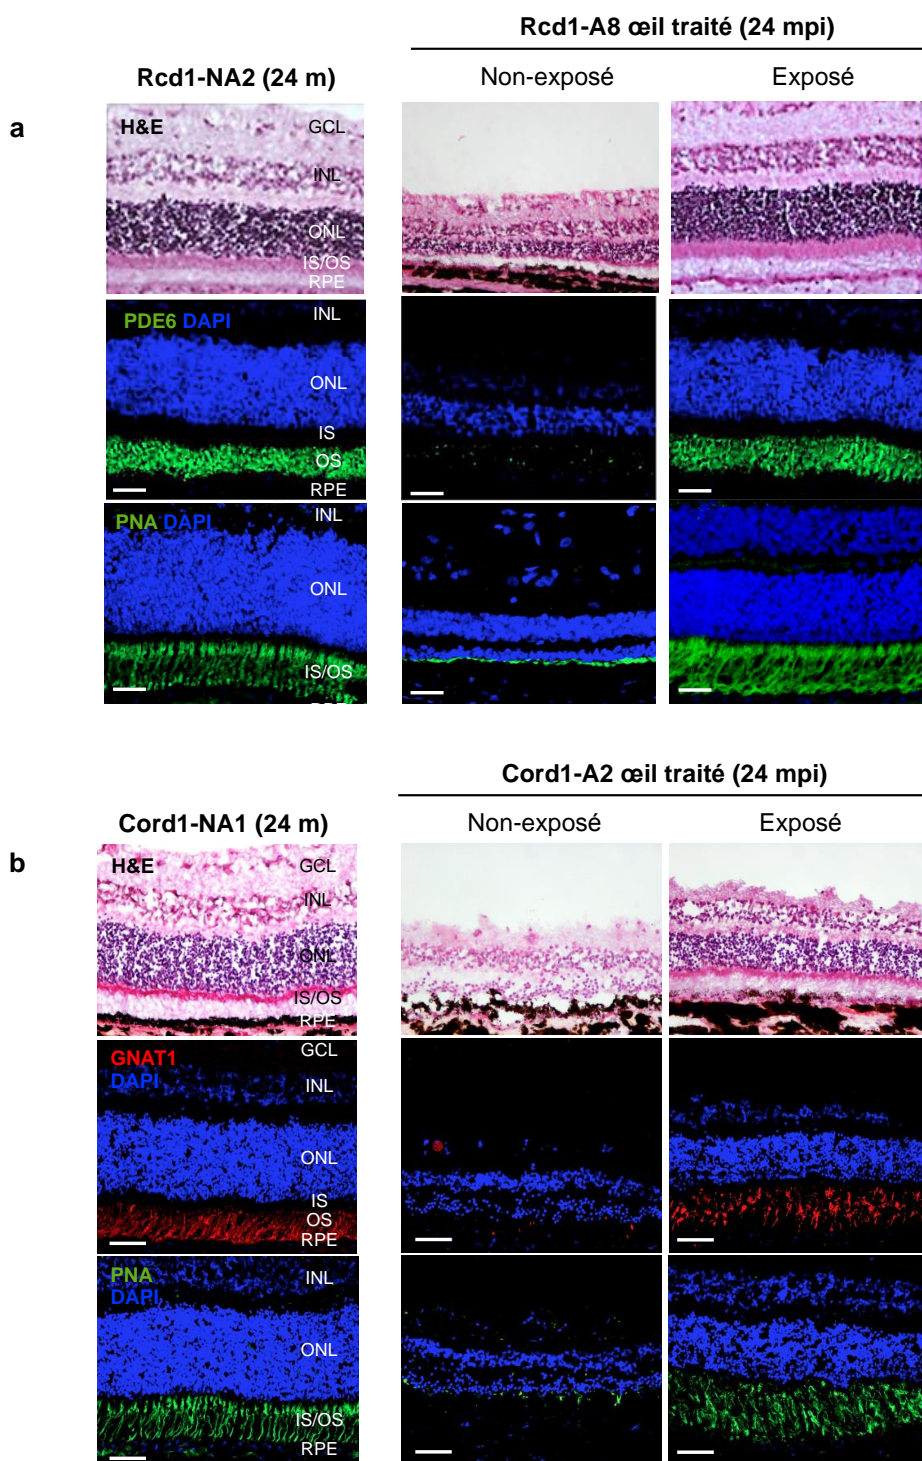 Rcd1-A8 œil traité (24 mpi)
Rcd1-NA2 (24 m)
Non-exposé
Exposé
a
H&E
GCL
INL
ONL
IS/OS
RPE
PDE6 DAPI
INL
ONL
IS
OS
RPE
PNA DAPI
INL
ONL
IS/OS
Cord1-A2 œil traité (24 mpi)
Cord1-NA1 (24 m)
Non-exposé
Exposé
b
H&E
GCL
INL
ONL
IS/OS
RPE
GNAT1
DAPI
GCL
INL
ONL
IS
OS
RPE
PNA
DAPI
INL
ONL
IS/OS
RPE